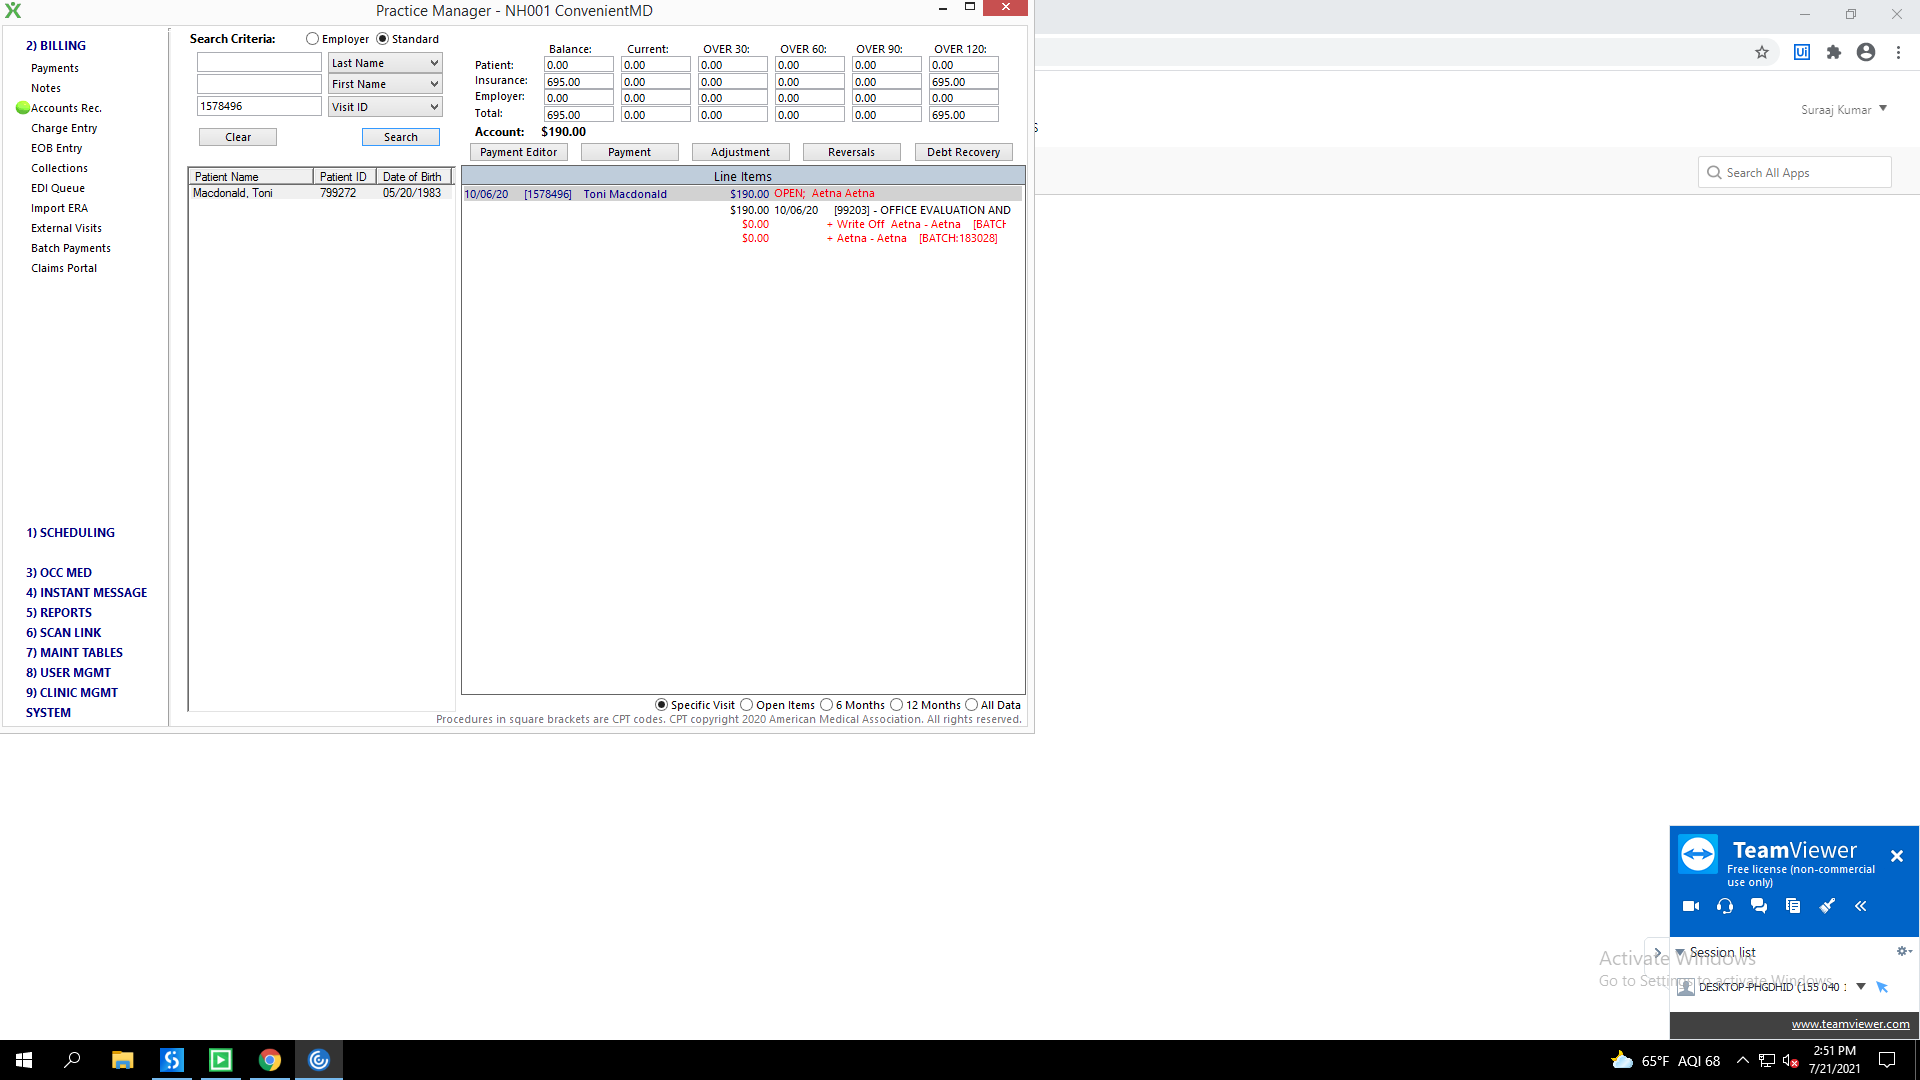 Practice Manager - NH001 ConvenientMD
2) BILLING
Payments
Notes
Accounts Rec.
Charge Entry
EOB Entry
Collections
EDI Queue
Import ERA
External Visits
Batch Payments
Claims Portal
1) SCHEDULING
3) OCC MED
4) INSTANT MESSAGE
5) REPORTS
6) SCAN LINK
7) MAINT TABLES
8) USER MGMT
9) CLINIC MGMT
SYSTEM
Search Criteria: Employer Standard
Last Name
First Name
1578496 Visit ID
Clear Search
Patient Name Patient ID Date of Birth
Macdonald, Toni 799272 05/20/1983
Balance: Current: OVER 30: OVER 60: OVER 90: OVER 120:
Patient: 0.00 0.00 0.00 0.00 0.00 0.00
Insurance: 695.00 0.00 0.00 0.00 0.00 695.00
Employer: 0.00 0.00 0.00 0.00 0.00 0.00
Total: 695.00 0.00 0.00 0.00 0.00 695.00
Account: $190.00
Payment Editor Payment Adjustment Reversals Debt Recovery
Line Items
10/06/20 [1578496] Toni Macdonald $190.00 OPEN; Aetna Aetna
$190.00 10/06/20 [99203] - OFFICE EVALUATION AND
$0.00 + Write Off Aetna - Aetna [BATCH
$0.00 + Aetna - Aetna [BATCH:183028]
Specific Visit Open Items 6 Months 12 Months All Data
Procedures in square brackets are CPT codes. CPT copyright 2020 American Medical Association. All rights reserved.
Ui
Suraaj Kumar
s
Search All Apps
TeamViewer
Free license (non-commercial
use only)
Session list
Activate Windows
Go to Settings to activate Windows.
DESKTOP-PHGDHID (155 040 :
www.teamviewer.com
65°F AQI 68
2:51 PM
7/21/2021